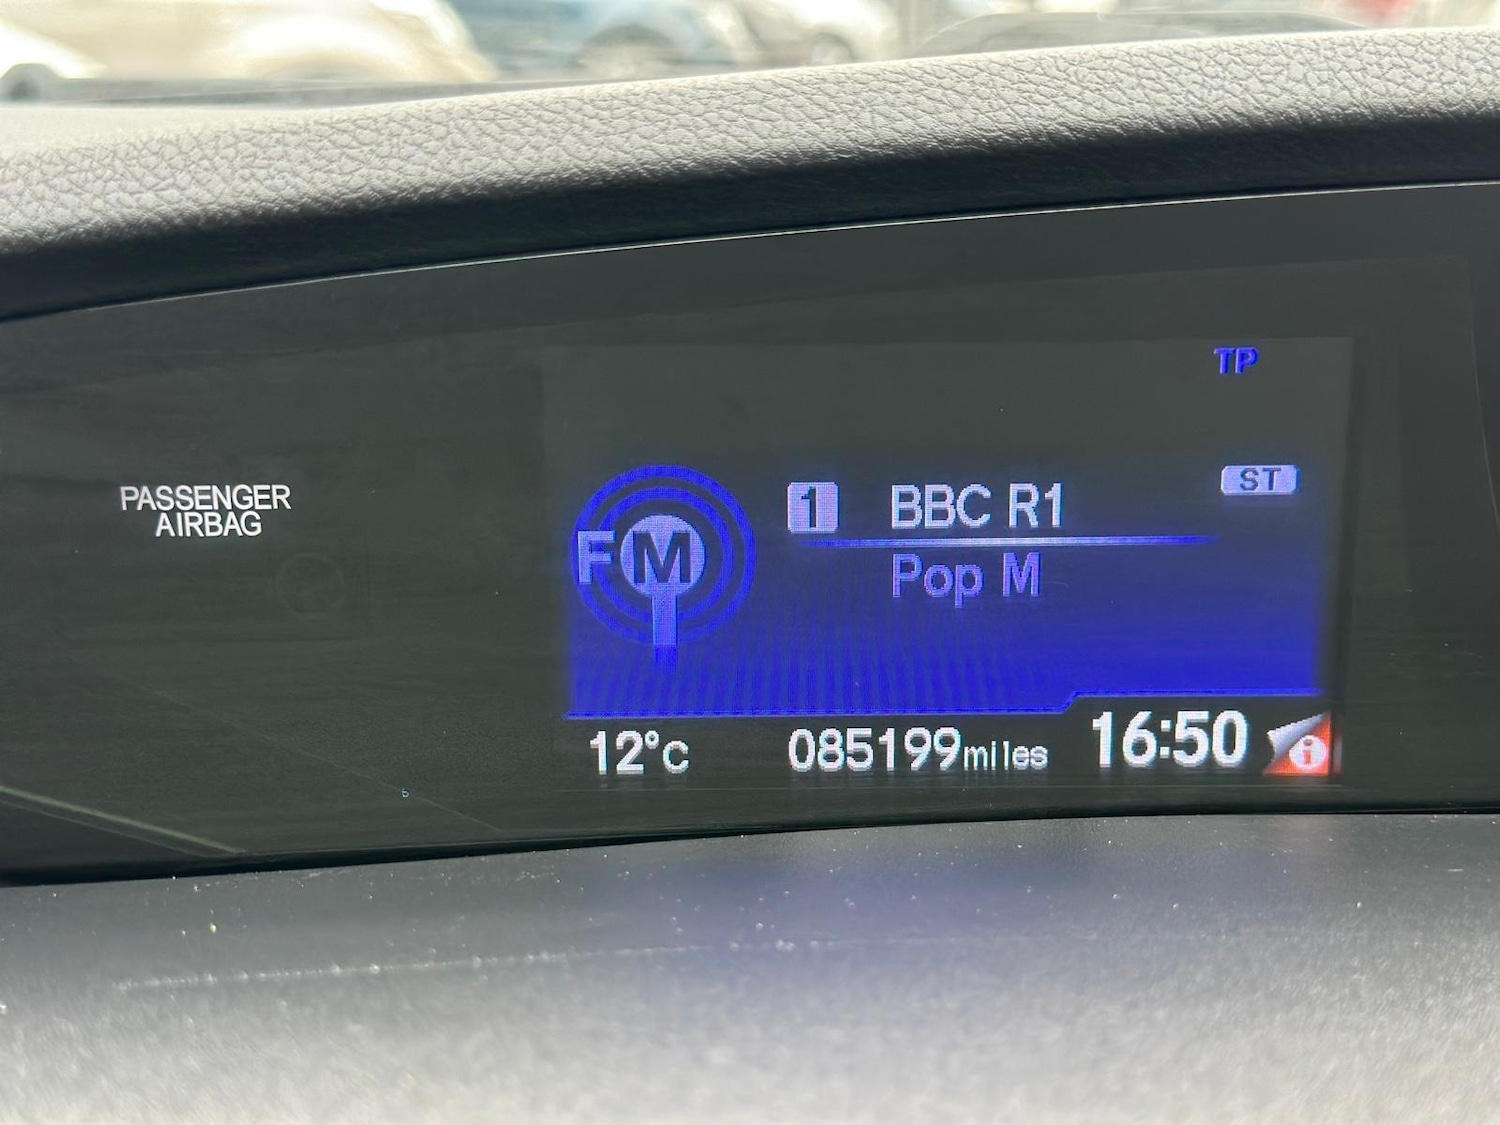 TP
PASSENGER
AIRBAG
FM
1 BBC R1
ST
Pop M
12°c 085199miles 16:50 i